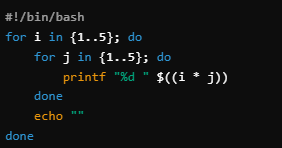 #!/bin/bash
for i in {1..5}; do
    for j in {1..5}; do
        printf "%d " $((i * j))
    done
    echo ""
done